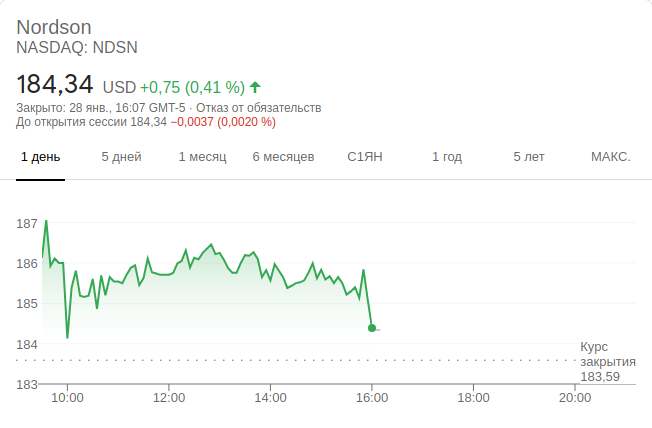 Nordson
NASDAQ: NDSN
184,34 USD +0,75 (0,41 %)
Закрыто: 28 янв., 16:07 GMT-5 · Отказ от обязательств
До открытия сессии 184,34 −0,0037 (0,0020 %)
1 день 5 дней 1 месяц 6 месяцев С1ЯН 1 год 5 лет МАКС.
187
186
185
184
Курс
закрытия
183,59
183
10:00 12:00 14:00 16:00 18:00 20:00